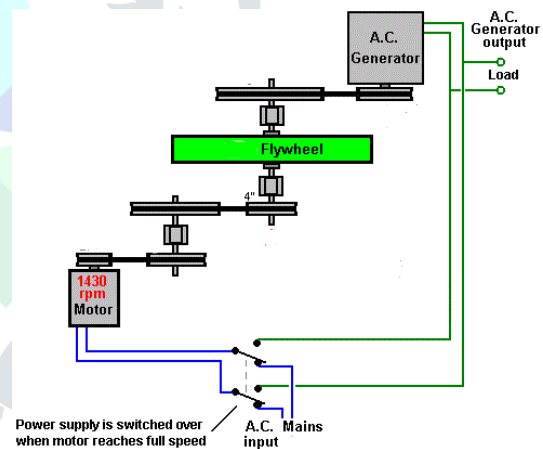 A.C.
Generator
A.C.
Generator
output
Load
Flywheel
4"
1430
rpm
Motor
Power supply is switched over
when motor reaches full speed
A.C. Mains
input